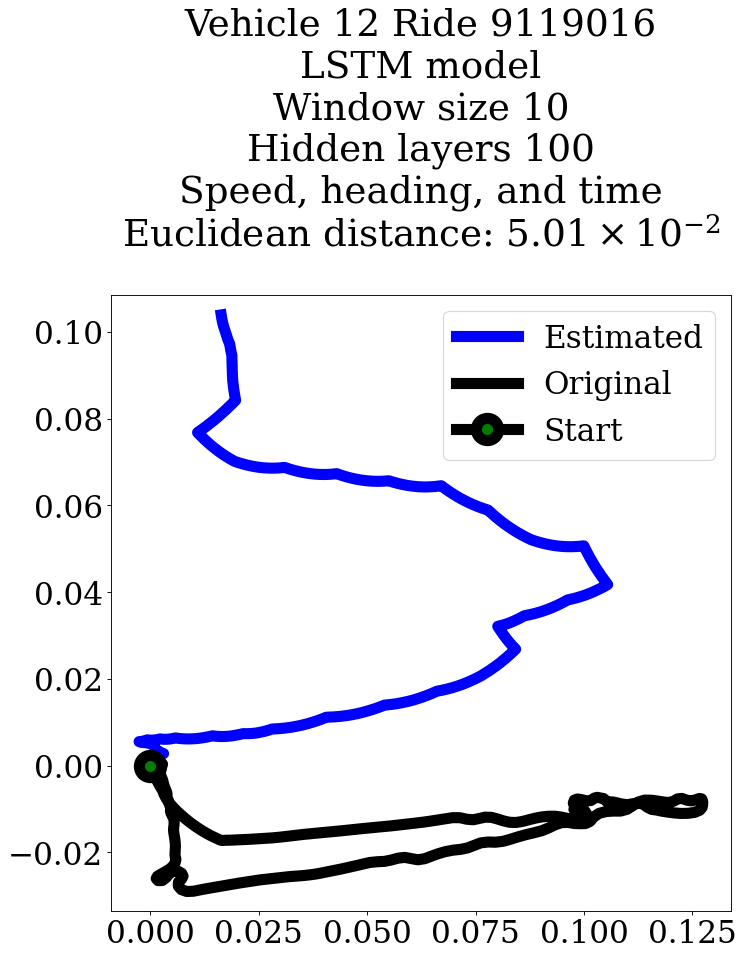 Vehicle 12 Ride 9119016
LSTM model
Window size 10
Hidden layers 100
Speed, heading, and time
Euclidean distance: 5.01 × 10⁻²
Estimated
Original
Start
0.10
0.08
0.06
0.04
0.02
0.00
−0.02
0.000 0.025 0.050 0.075 0.100 0.125